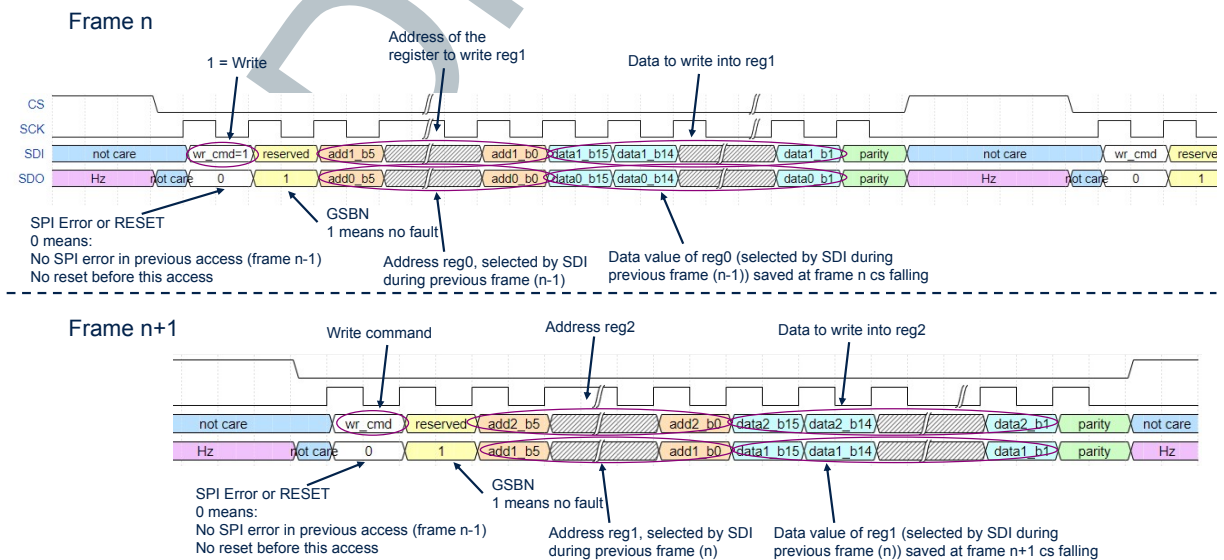 Frame n
1 = Write
Address of the
register to write reg1
Data to write into reg1
CS
SCK
SDI
not care
wr_cmd=1
reserved
add1_b5
add1_b0
data1_b15
data1_b14
data1_b1
parity
not care
wr_cmd
reserve
SDO
Hz
not care
0
1
add0_b5
add0_b0
data0_b15
data0_b14
data0_b1
parity
Hz
not care
0
1
SPI Error or RESET
0 means:
No SPI error in previous access (frame n-1)
No reset before this access
GSBN
1 means no fault
Address reg0, selected by SDI
during previous frame (n-1)
Data value of reg0 (selected by SDI during
previous frame (n-1)) saved at frame n cs falling
Frame n+1
Write command
Address reg2
Data to write into reg2
not care
wr_cmd
reserved
add2_b5
add2_b0
data2_b15
data2_b14
data2_b1
parity
not care
Hz
not care
0
1
add1_b5
add1_b0
data1_b15
data1_b14
data1_b1
parity
Hz
SPI Error or RESET
0 means:
No SPI error in previous access (frame n-1)
No reset before this access
GSBN
1 means no fault
Address reg1, selected by SDI
during previous frame (n)
Data value of reg1 (selected by SDI during
previous frame (n)) saved at frame n+1 cs falling